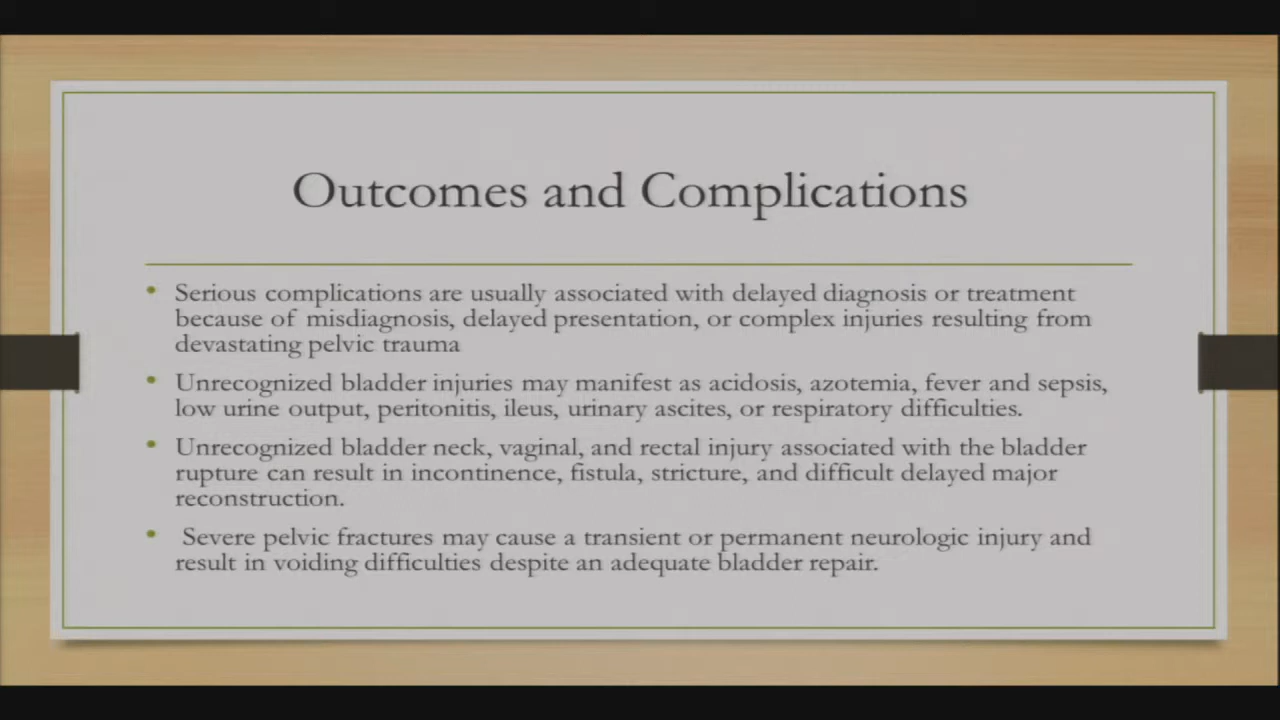 Outcomes and Complications
• Serious complications are usually associated with delayed diagnosis or treatment
because of misdiagnosis, delayed presentation, or complex injuries resulting from
devastating pelvic trauma
• Unrecognized bladder injuries may manifest as acidosis, azotemia, fever and sepsis,
low urine output, peritonitis, ileus, urinary ascites, or respiratory difficulties.
• Unrecognized bladder neck, vaginal, and rectal injury associated with the bladder
rupture can result in incontinence, fistula, stricture, and difficult delayed major
reconstruction.
• Severe pelvic fractures may cause a transient or permanent neurologic injury and
result in voiding difficulties despite an adequate bladder repair.